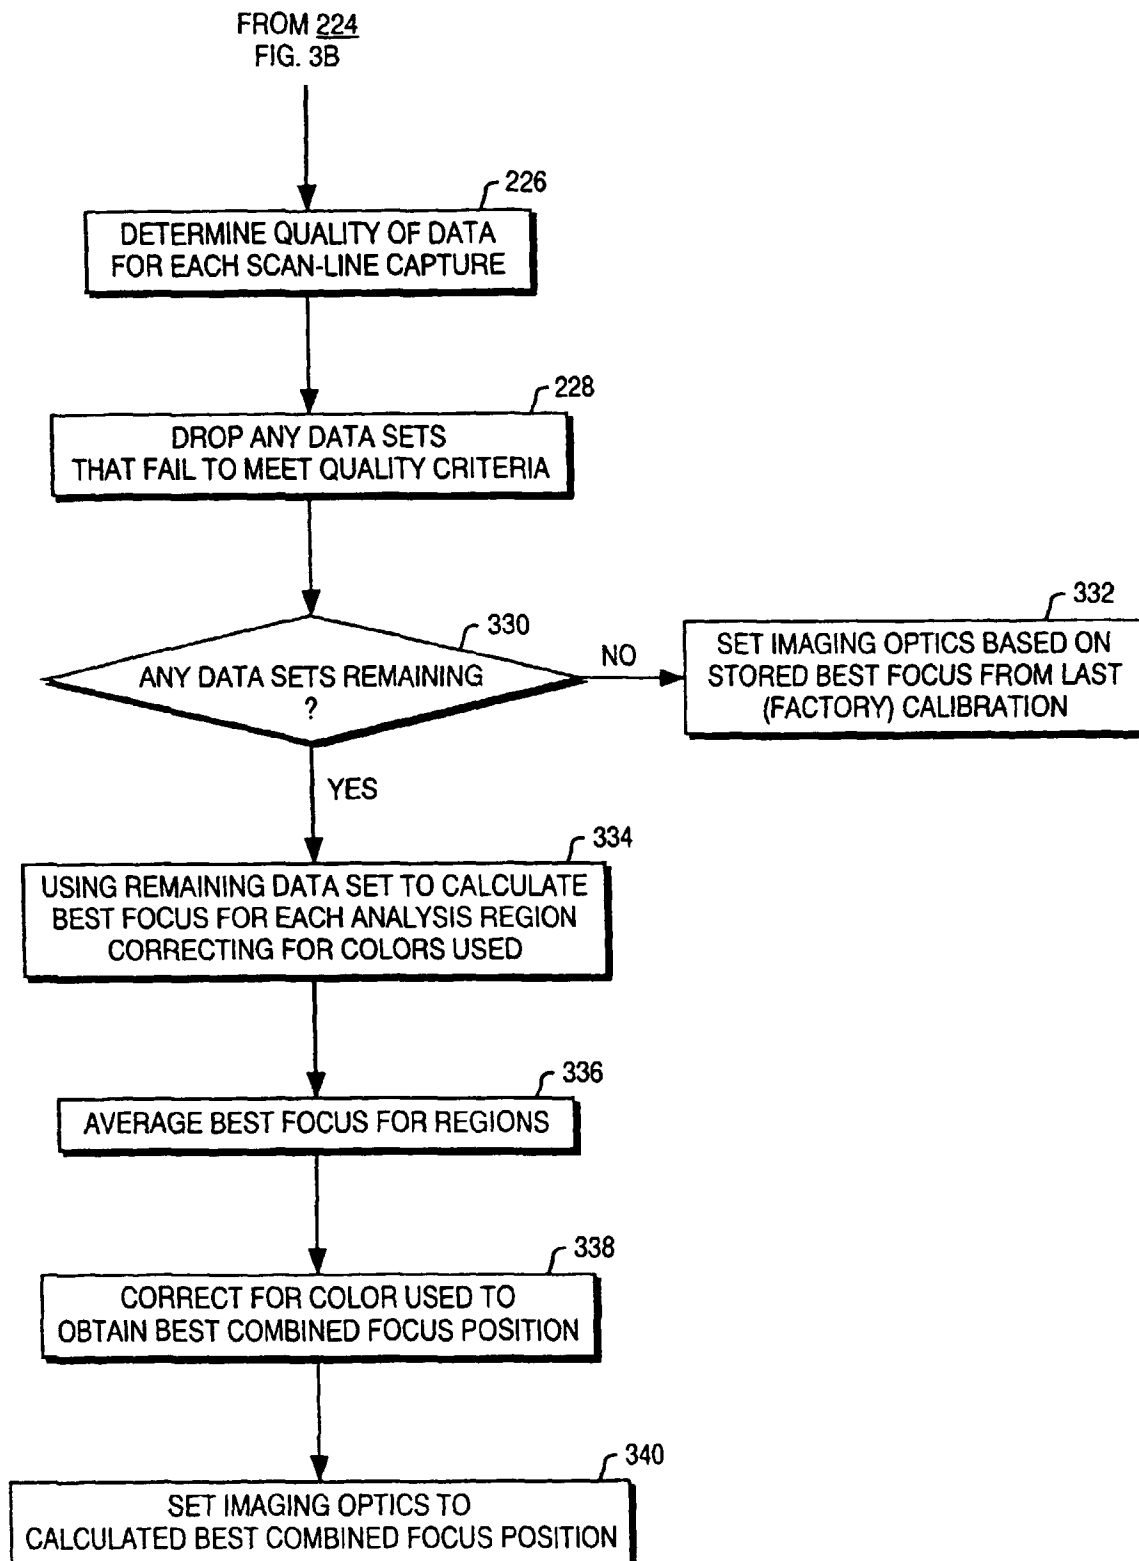 FROM 224
FIG. 3B
226
DETERMINE QUALITY OF DATA
FOR EACH SCAN-LINE CAPTURE
228
DROP ANY DATA SETS
THAT FAIL TO MEET QUALITY CRITERIA
330
ANY DATA SETS REMAINING
?
NO
332
SET IMAGING OPTICS BASED ON
STORED BEST FOCUS FROM LAST
(FACTORY) CALIBRATION
YES
334
USING REMAINING DATA SET TO CALCULATE
BEST FOCUS FOR EACH ANALYSIS REGION
CORRECTING FOR COLORS USED
336
AVERAGE BEST FOCUS FOR REGIONS
338
CORRECT FOR COLOR USED TO
OBTAIN BEST COMBINED FOCUS POSITION
340
SET IMAGING OPTICS TO
CALCULATED BEST COMBINED FOCUS POSITION